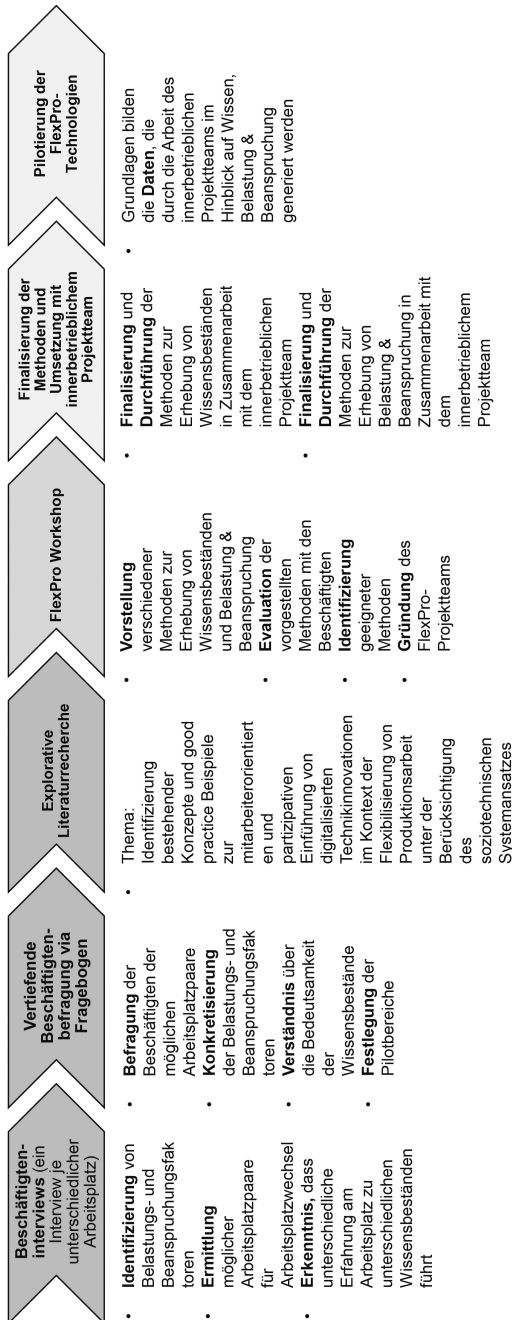 Beschäftigten-
interviews (ein
Interview je
unterschiedlicher
Arbeitsplatz)
• Identifizierung von
Belastungs- und
Beanspruchungsfak
toren
• Ermittlung
möglicher
Arbeitsplatzpaare
für
Arbeitsplatzwechsel
• Erkenntnis, dass
unterschiedliche
Erfahrung am
Arbeitsplatz zu
unterschiedlichen
Wissensbeständen
führt
Vertiefende
Beschäftigten-
befragung via
Fragebogen
• Befragung der
Beschäftigten der
möglichen
Arbeitsplatzpaare
• Konkretisierung
der Belastungs- und
Beanspruchungsfak
toren
• Verständnis über
die Bedeutsamkeit
der
Wissensbestände
• Festlegung der
Pilotbereiche
Explorative
Literaturrecherche
• Thema:
Identifizierung
bestehender
Konzepte und good
practice Beispiele
zur
mitarbeiterorientiert
en und
partizipativen
Einführung von
digitalisierten
Technikinnovationen
im Kontext der
Flexibilisierung von
Produktionsarbeit
unter der
Berücksichtigung
des
soziotechnischen
Systemansatzes
FlexPro Workshop
• Vorstellung
verschiedener
Methoden zur
Erhebung von
Wissensbeständen
und Belastung &
Beanspruchung
• Evaluation der
vorgestellten
Methoden mit den
Beschäftigten
• Identifizierung
geeigneter
Methoden
• Gründung des
FlexPro-
Projektteams
Finalisierung der
Methoden und
Umsetzung mit
innerbetrieblichem
Projektteam
• Finalisierung und
Durchführung der
Methoden zur
Erhebung von
Wissensbeständen
in Zusammenarbeit
mit dem
innerbetrieblichen
Projektteam
• Finalisierung und
Durchführung der
Methoden zur
Erhebung von
Belastung &
Beanspruchung in
Zusammenarbeit mit
dem
innerbetrieblichem
Projektteam
Pilotierung der
FlexPro-
Technologien
• Grundlagen bilden
die Daten, die
durch die Arbeit des
innerbetrieblichen
Projektteams im
Hinblick auf Wissen,
Belastung &
Beanspruchung
generiert werden